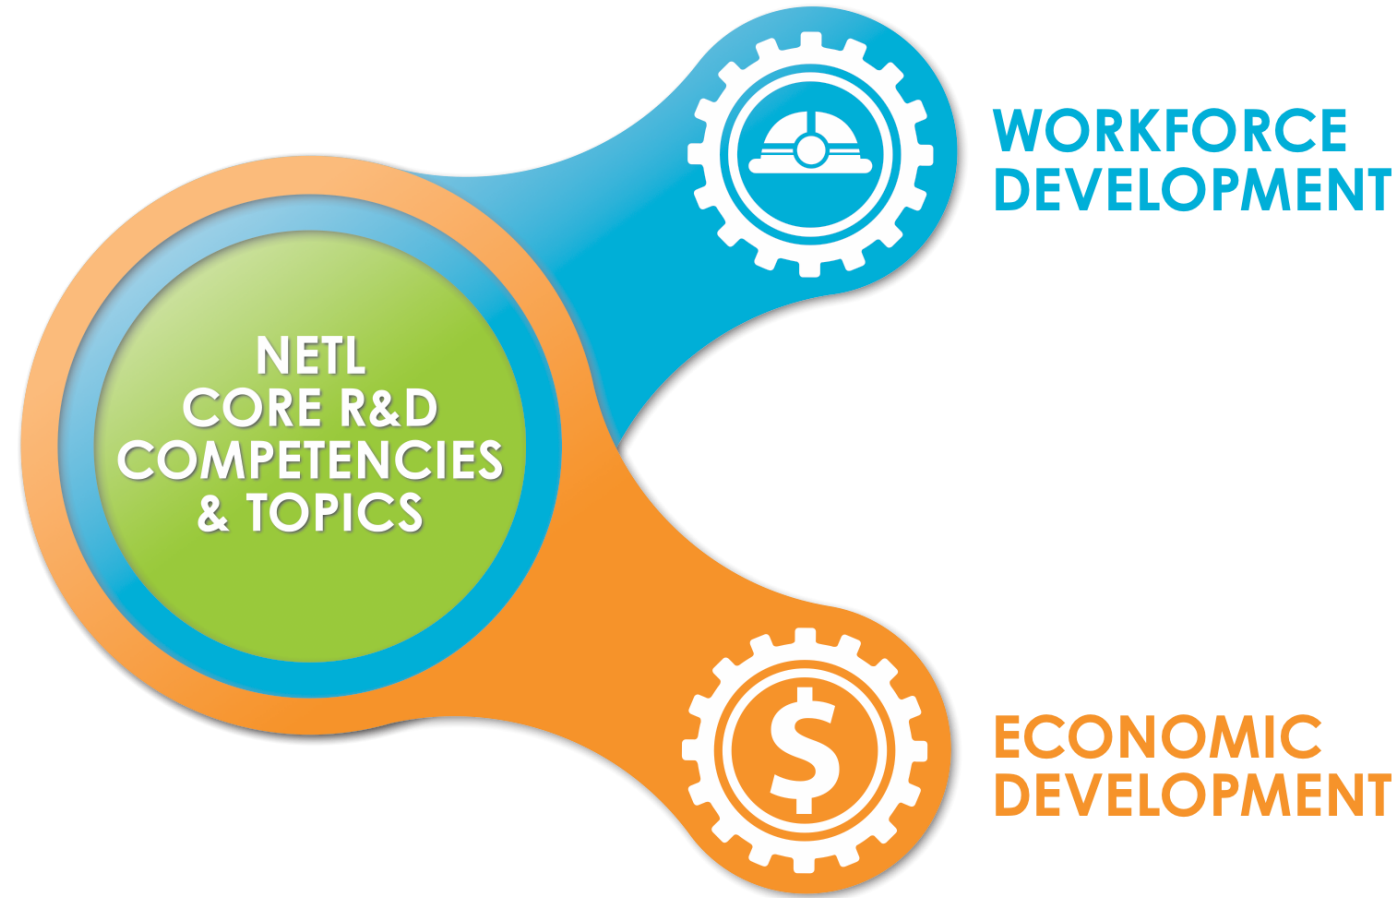 WORKFORCE
DEVELOPMENT
NETL
CORE R&D
COMPETENCIES
& TOPICS
$
ECONOMIC
DEVELOPMENT